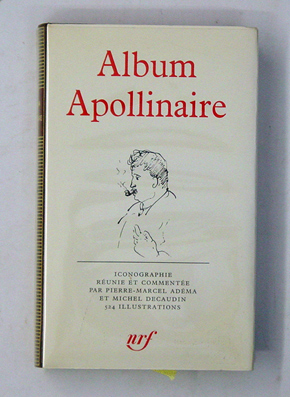 Album
Apollinaire
ICONOGRAPHIE
RÉUNIE ET COMMENTÉE
PAR PIERRE-MARCEL ADÉMA
ET MICHEL DECAUDIN
524 ILLUSTRATIONS
nrf